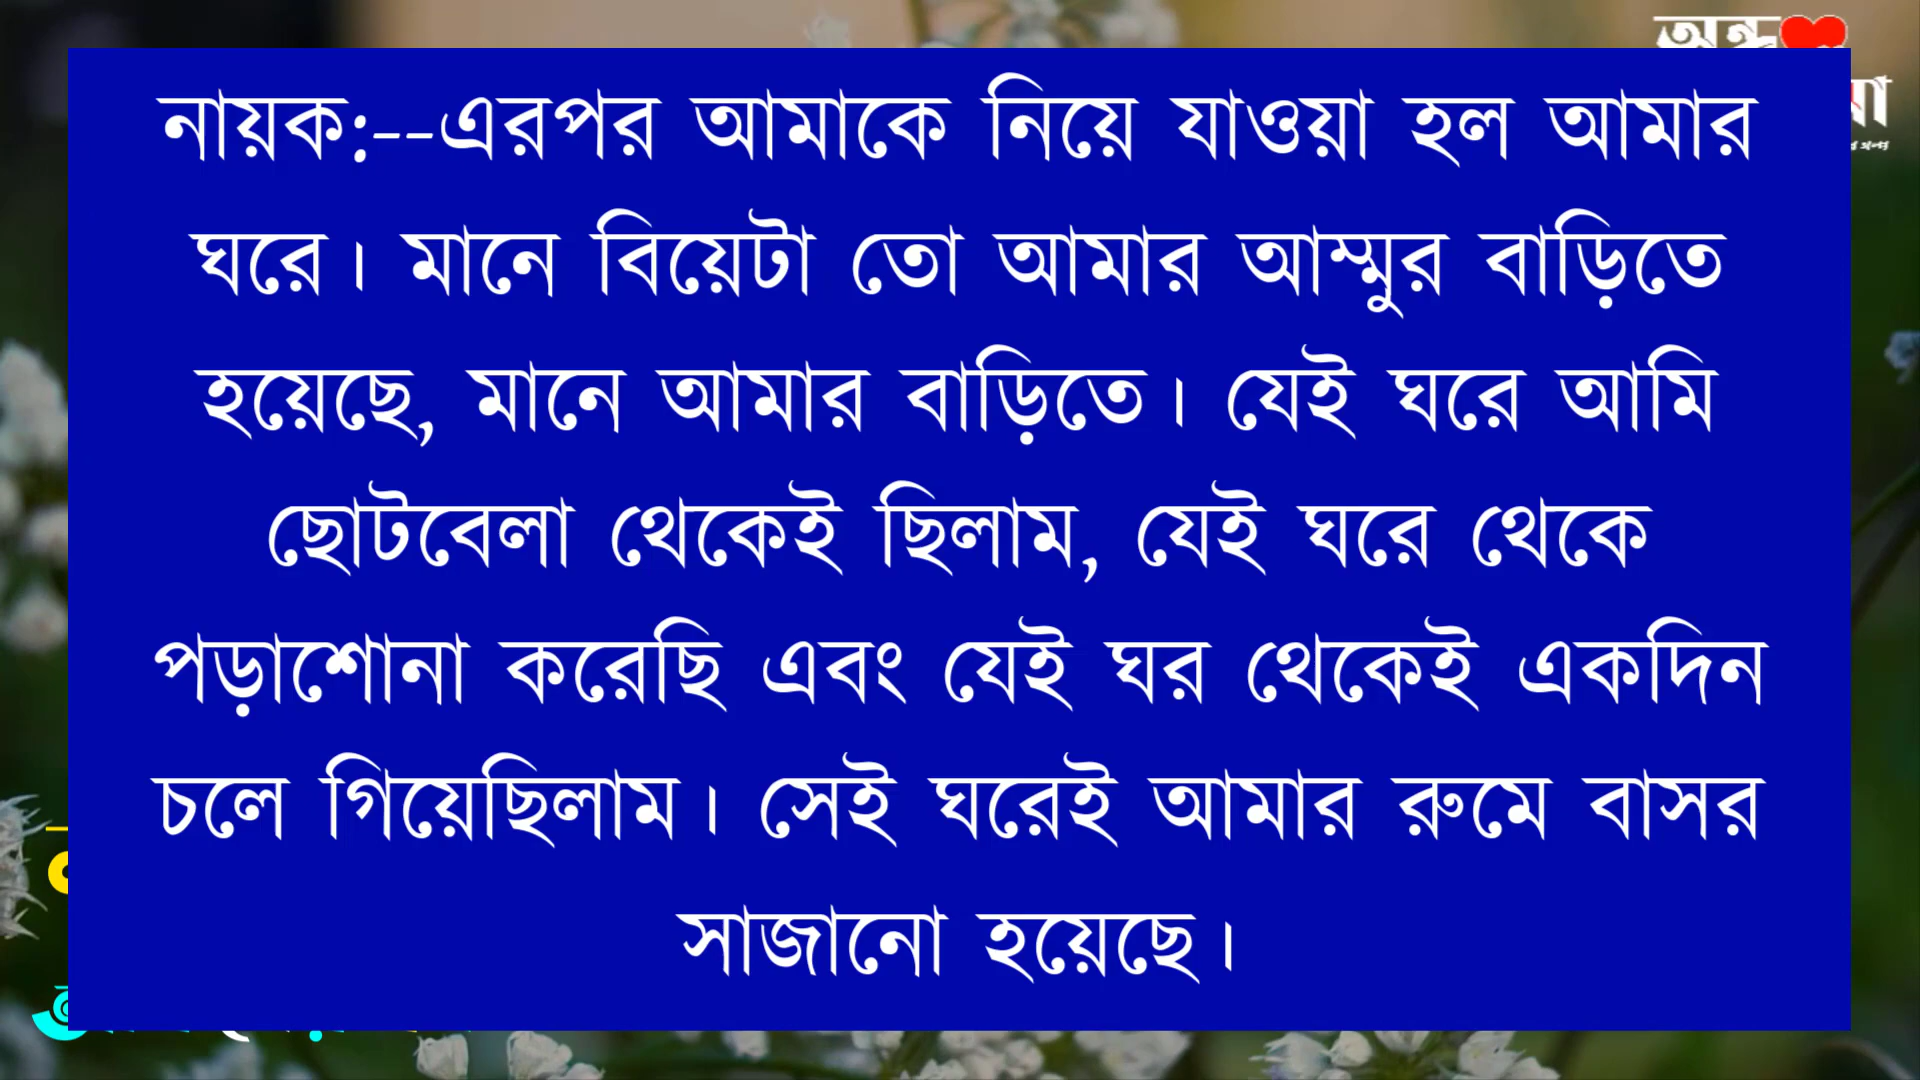 অন্ধ
নায়ক:--এরপর আমাকে নিয়ে যাওয়া হল আমার
ঘরে। মানে বিয়েটা তো আমার আম্মুর বাড়িতে
হয়েছে, মানে আমার বাড়িতে। যেই ঘরে আমি
ছোটবেলা থেকেই ছিলাম, যেই ঘরে থেকে
পড়াশোনা করেছি এবং যেই ঘর থেকেই একদিন
চলে গিয়েছিলাম। সেই ঘরেই আমার রুমে বাসর
সাজানো হয়েছে।